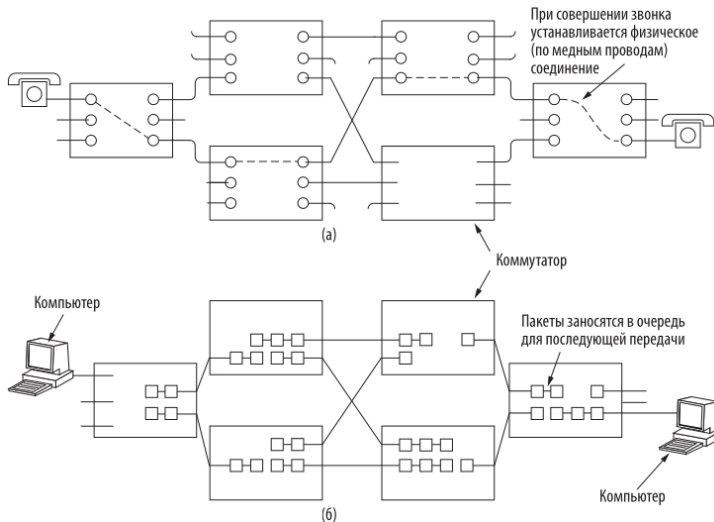 При совершении звонка
устанавливается физическое
(по медным проводам)
соединение
(а)
Коммутатор
Компьютер
Пакеты заносятся в очередь
для последующей передачи
Компьютер
(б)